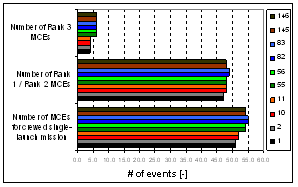 Number of Rank 3
MCEs
Number of Rank
1 / Rank 2 MCEs
Number of MCEs
for crewed single-
launch mission
0.0 5.0 10.0 15.0 20.0 25.0 30.0 35.0 40.0 45.0 50.0 55.0 60.0
# of events [-]
146
145
83
82
56
55
11
10
2
1